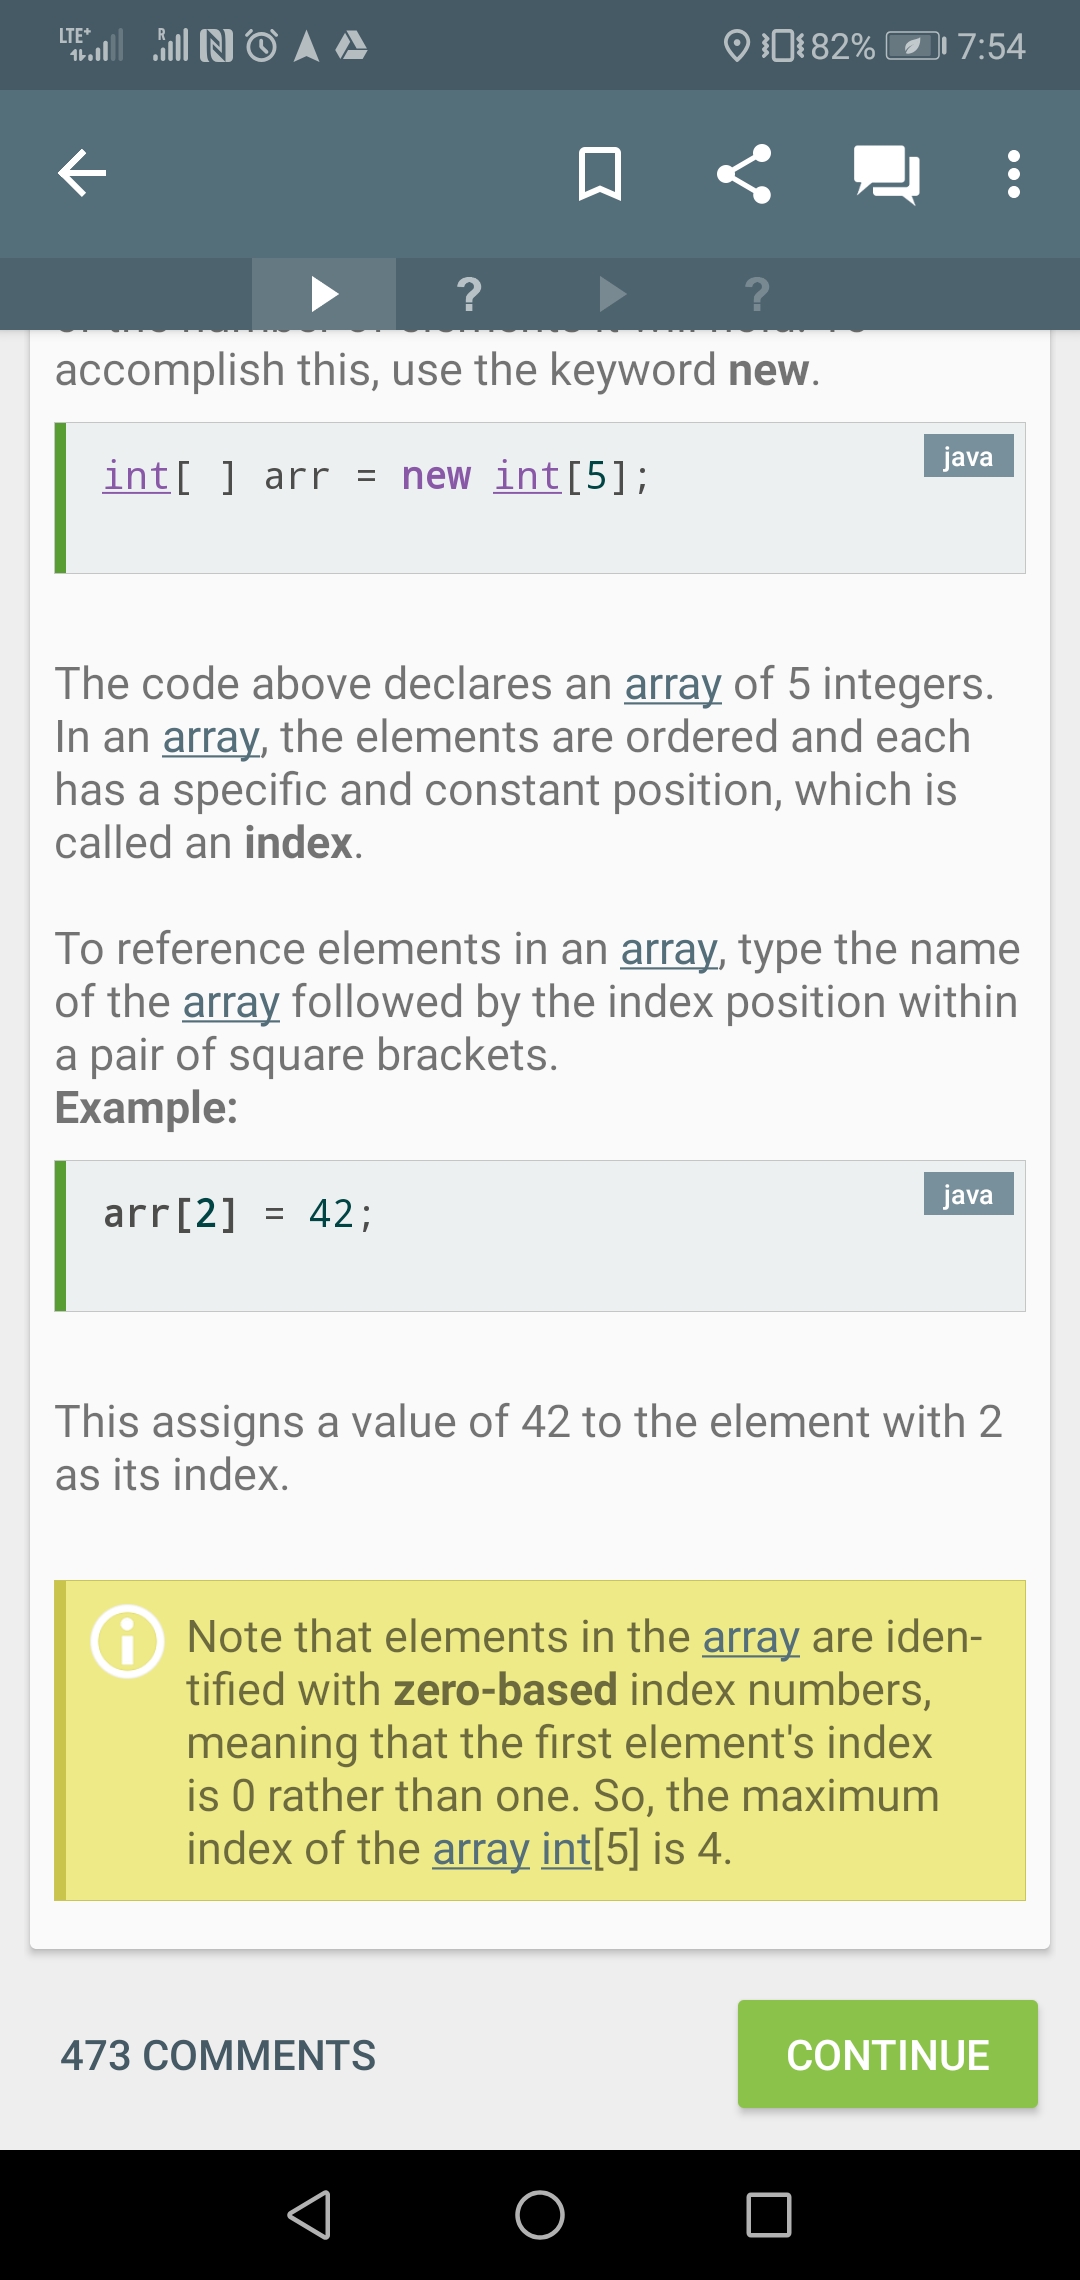 LTE+ R 82% 7:54
? ?
accomplish this, use the keyword new.
java
int[ ] arr = new int[5];
The code above declares an array of 5 integers.
In an array, the elements are ordered and each
has a specific and constant position, which is
called an index.
To reference elements in an array, type the name
of the array followed by the index position within
a pair of square brackets.
Example:
java
arr[2] = 42;
This assigns a value of 42 to the element with 2
as its index.
Note that elements in the array are iden-
tified with zero-based index numbers,
meaning that the first element's index
is 0 rather than one. So, the maximum
index of the array int[5] is 4.
473 COMMENTS
CONTINUE